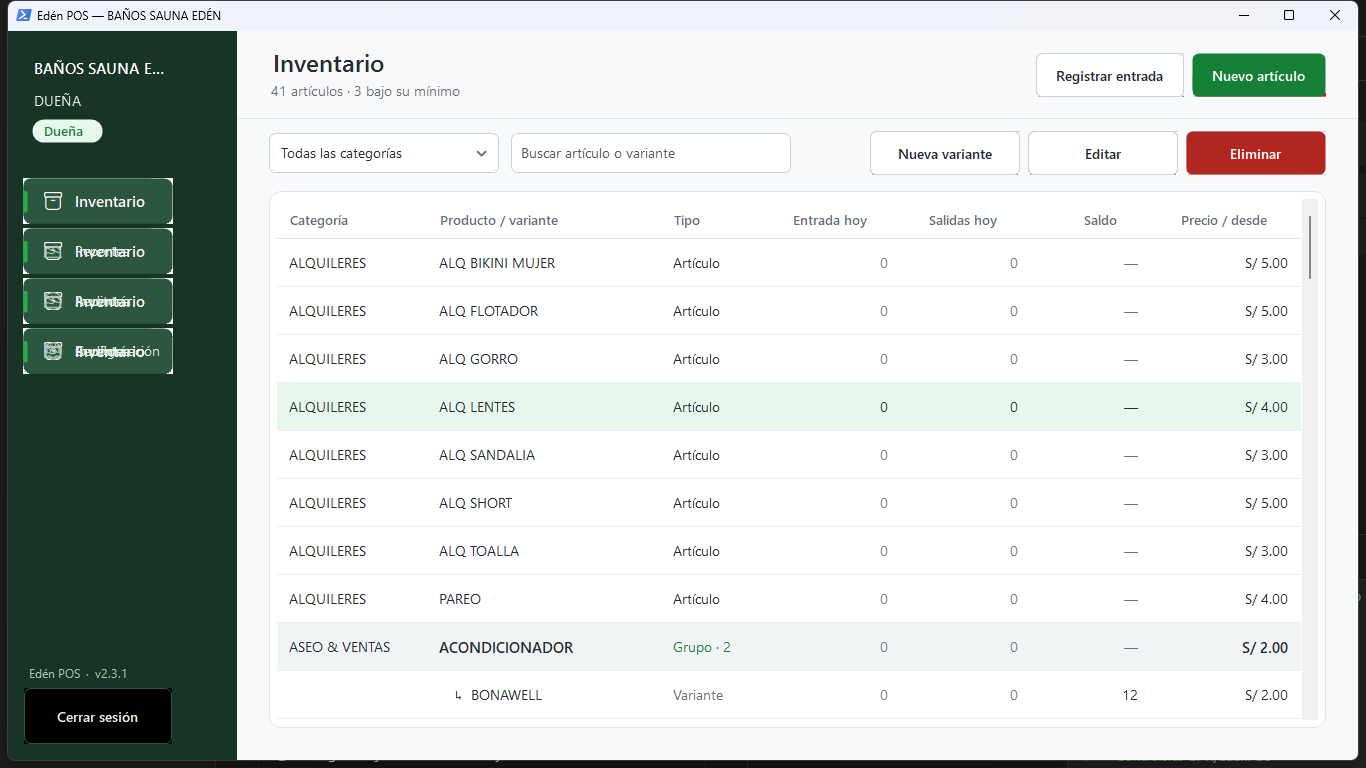 Edén POS — BAÑOS SAUNA EDÉN
BAÑOS SAUNA E...
DUEÑA
Dueña
Inventario
Inventario
Inventario
Inventario
Edén POS · v2.3.1
Cerrar sesión
Inventario
41 artículos · 3 bajo su mínimo
Registrar entrada
Nuevo artículo
Todas las categorías
Buscar artículo o variante
Nueva variante
Editar
Eliminar
Categoría Producto / variante Tipo Entrada hoy Salidas hoy Saldo Precio / desde
ALQUILERES ALQ BIKINI MUJER Artículo 0 0 — S/ 5.00
ALQUILERES ALQ FLOTADOR Artículo 0 0 — S/ 5.00
ALQUILERES ALQ GORRO Artículo 0 0 — S/ 3.00
ALQUILERES ALQ LENTES Artículo 0 0 — S/ 4.00
ALQUILERES ALQ SANDALIA Artículo 0 0 — S/ 3.00
ALQUILERES ALQ SHORT Artículo 0 0 — S/ 5.00
ALQUILERES ALQ TOALLA Artículo 0 0 — S/ 3.00
ALQUILERES PAREO Artículo 0 0 — S/ 4.00
ASEO & VENTAS ACONDICIONADOR Grupo · 2 0 0 — S/ 2.00
↳ BONAWELL Variante 0 0 12 S/ 2.00